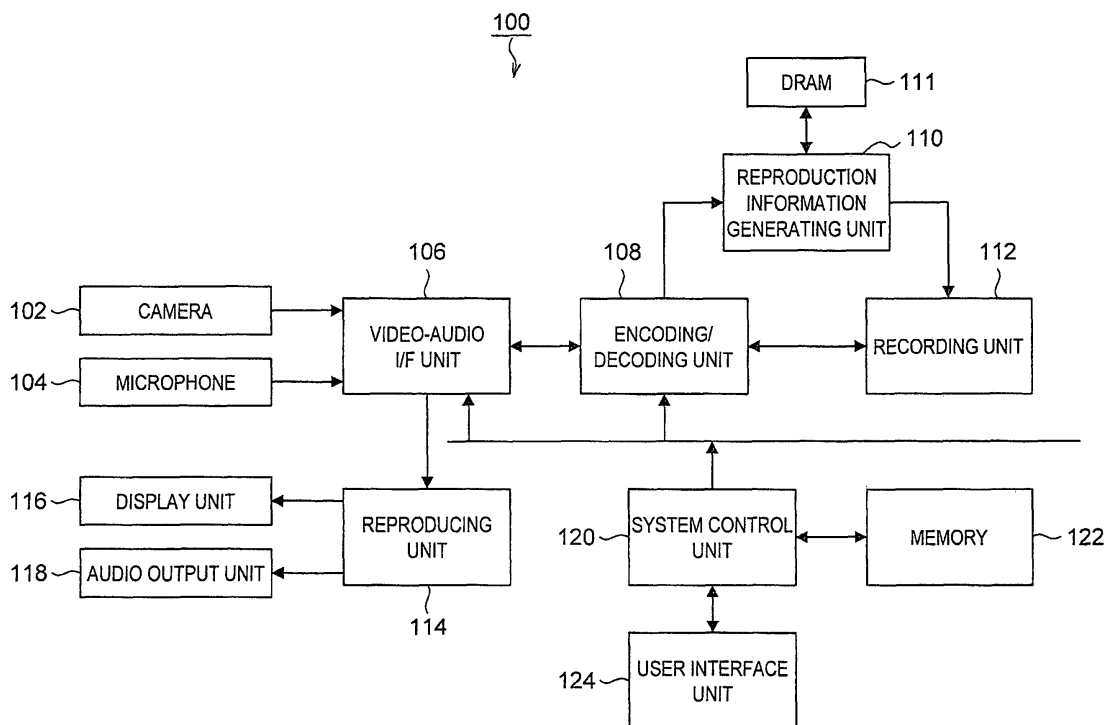 100
DRAM
111
110
REPRODUCTION
INFORMATION
GENERATING UNIT
106
108
112
102
CAMERA
104
MICROPHONE
VIDEO-AUDIO
I/F UNIT
ENCODING/
DECODING UNIT
RECORDING UNIT
116
DISPLAY UNIT
118
AUDIO OUTPUT UNIT
REPRODUCING
UNIT
114
120
SYSTEM CONTROL
UNIT
MEMORY
122
124
USER INTERFACE
UNIT